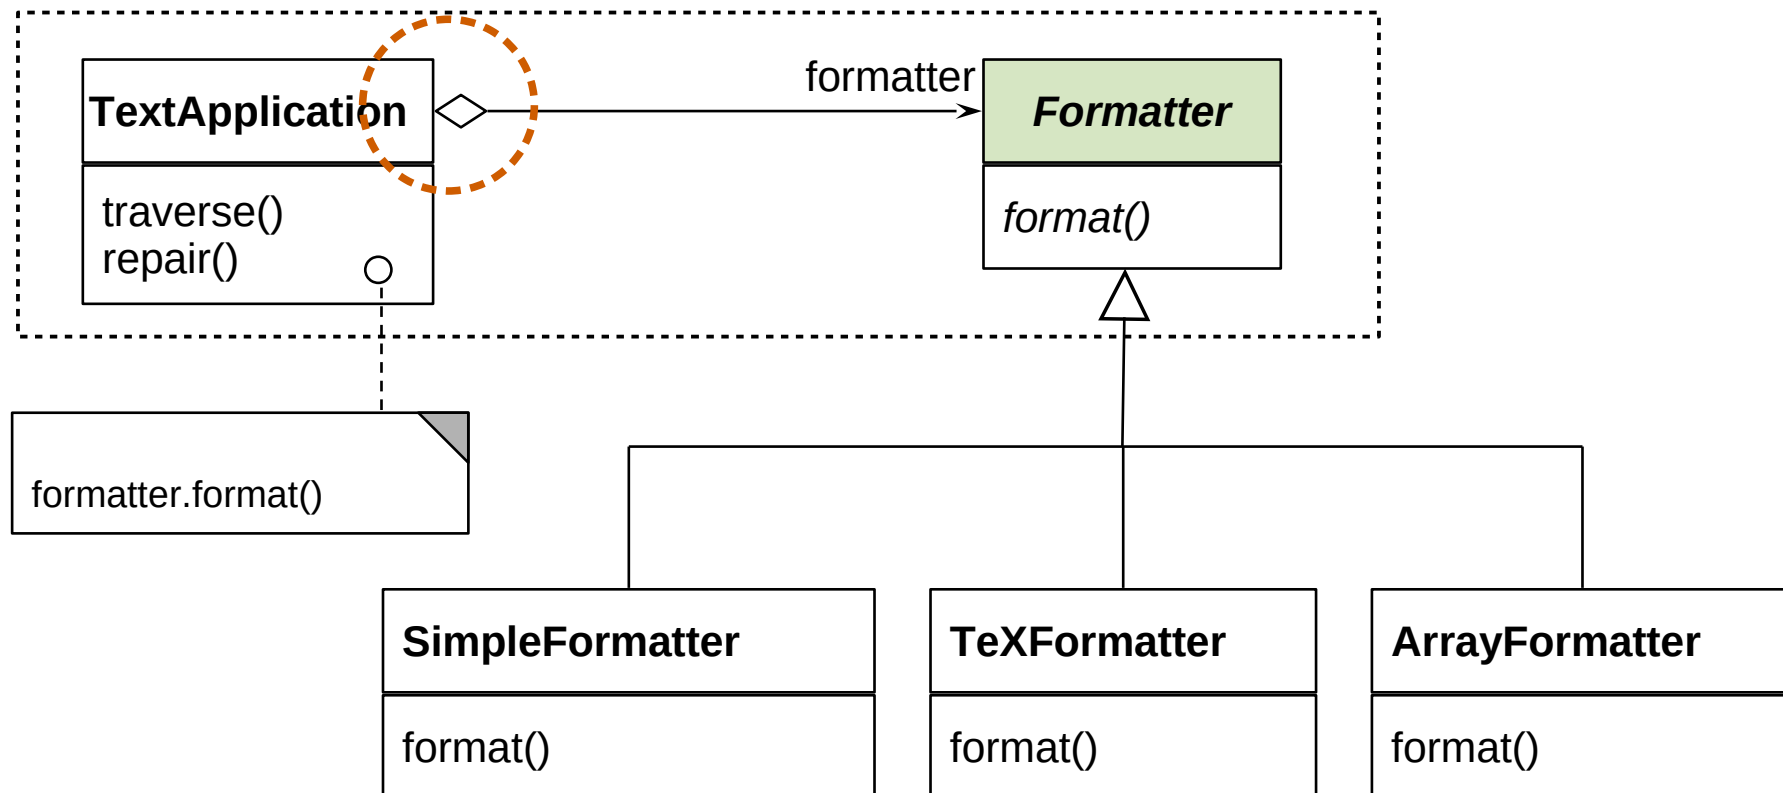 formatter
TextApplication
Formatter
traverse()
repair()
format()
formatter.format()
SimpleFormatter
TeXFormatter
ArrayFormatter
format()
format()
format()